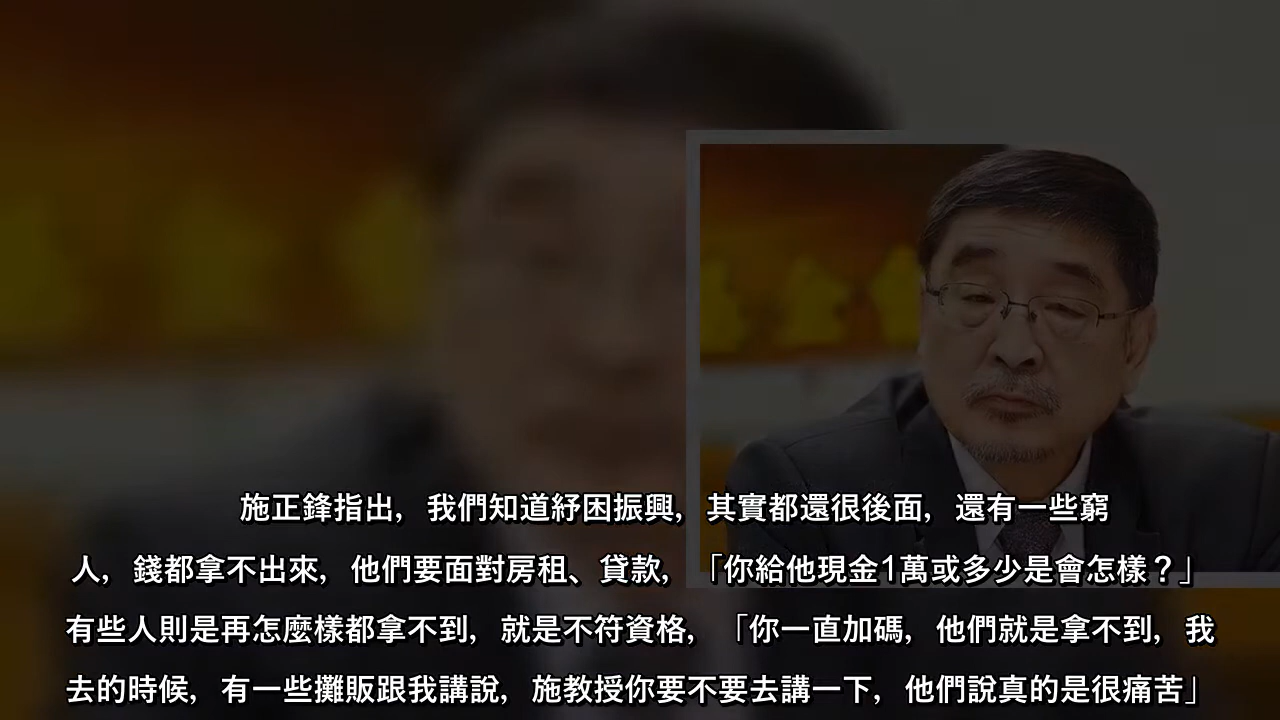 施正鋒指出，我們知道紓困振興，其實都還很後面，還有一些窮
人，錢都拿不出來，他們要面對房租、貸款，「你給他現金1萬或多少是會怎樣？」
有些人則是再怎麼樣都拿不到，就是不符資格，「你一直加碼，他們就是拿不到，我
去的時候，有一些攤販跟我講說，施教授你要不要去講一下，他們說真的是很痛苦」